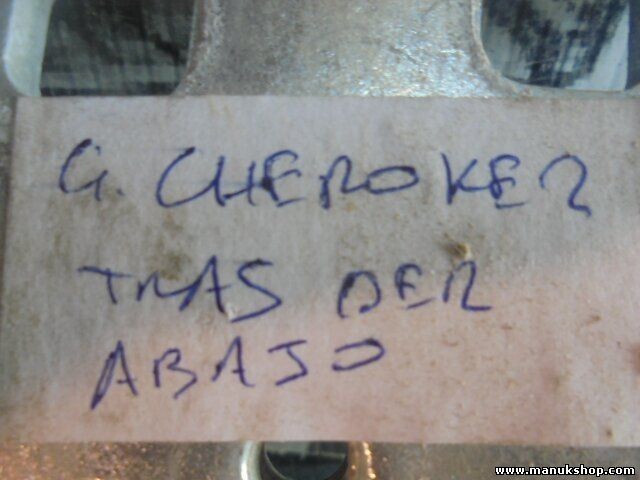 G. CHEROKEE
TRAS DER
ABAJO
www.manukshop.com